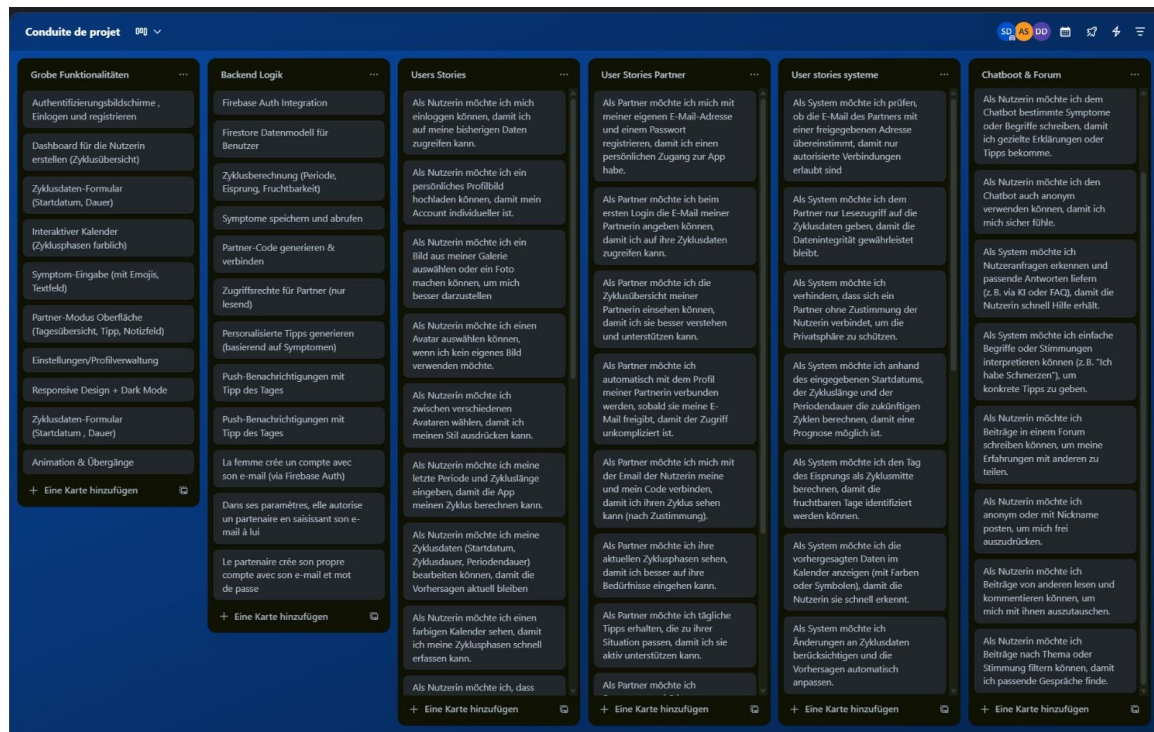 Conduite de projet
SD AS DD
Grobe Funktionalitäten
Authentifizierungsbildschirme ,
Einlogen und registrieren
Dashboard für die Nutzerin
erstellen (Zyklusübersicht)
Zyklusdaten-Formular
(Startdatum, Dauer)
Interaktiver Kalender
(Zyklusphasen farblich)
Symptom-Eingabe (mit Emojis,
Textfeld)
Partner-Modus Oberfläche
(Tagesübersicht, Tipp, Notizfeld)
Einstellungen/Profilverwaltung
Responsive Design + Dark Mode
Zyklusdaten-Formular
(Startdatum , Dauer)
Animation & Übergänge
+ Eine Karte hinzufügen
Backend Logik
Firebase Auth Integration
Firestore Datenmodell für
Benutzer
Zyklusberechnung (Periode,
Eisprung, Fruchtbarkeit)
Symptome speichern und abrufen
Partner-Code generieren &
verbinden
Zugriffsrechte für Partner (nur
lesend)
Personalisierte Tipps generieren
(basierend auf Symptomen)
Push-Benachrichtigungen mit
Tipp des Tages
Push-Benachrichtigungen mit
Tipp des Tages
La femme crée un compte avec
son e-mail (via Firebase Auth)
Dans ses paramètres, elle autorise
un partenaire en saisissant son e-
mail à lui
Le partenaire crée son propre
compte avec son e-mail et mot
de passe
+ Eine Karte hinzufügen
Users Stories
Als Nutzerin möchte ich mich
einloggen können, damit ich
auf meine bisherigen Daten
zugreifen kann.
Als Nutzerin möchte ich ein
persönliches Profilbild
hochladen können, damit mein
Account individueller ist.
Als Nutzerin möchte ich ein
Bild aus meiner Galerie
auswählen oder ein Foto
machen können, um mich
besser darzustellen
Als Nutzerin möchte ich einen
Avatar auswählen können,
wenn ich kein eigenes Bild
verwenden möchte.
Als Nutzerin möchte ich
zwischen verschiedenen
Avataren wählen, damit ich
meinen Stil ausdrücken kann.
Als Nutzerin möchte ich meine
letzte Periode und Zykluslänge
eingeben, damit die App
meinen Zyklus berechnen kann.
Als Nutzerin möchte ich meine
Zyklusdaten (Startdatum,
Zyklusdauer, Periodendauer)
bearbeiten können, damit die
Vorhersagen aktuell bleiben
Als Nutzerin möchte ich einen
farbigen Kalender sehen, damit
ich meine Zyklusphasen schnell
erfassen kann.
Als Nutzerin möchte ich, dass
+ Eine Karte hinzufügen
User Stories Partner
Als Partner möchte ich mich mit
meiner eigenen E-Mail-Adresse
und einem Passwort
registrieren, damit ich einen
persönlichen Zugang zur App
habe.
Als Partner möchte ich beim
ersten Login die E-Mail meiner
Partnerin angeben können,
damit ich auf ihre Zyklusdaten
zugreifen kann.
Als Partner möchte ich die
Zyklusübersicht meiner
Partnerin einsehen können,
damit ich sie besser verstehen
und unterstützen kann.
Als Partner möchte ich
automatisch mit dem Profil
meiner Partnerin verbunden
werden, sobald sie meine E-
Mail freigibt, damit der Zugriff
unkompliziert ist.
Als Partner möchte ich mich mit
der Email der Nutzerin meine
und mein Code verbinden,
damit ich ihren Zyklus sehen
kann (nach Zustimmung).
Als Partner möchte ich ihre
aktuellen Zyklusphasen sehen,
damit ich besser auf ihre
Bedürfnisse eingehen kann.
Als Partner möchte ich tägliche
Tipps erhalten, die zu ihrer
Situation passen, damit ich sie
aktiv unterstützen kann.
Als Partner möchte ich
+ Eine Karte hinzufügen
User stories systeme
Als System möchte ich prüfen,
ob die E-Mail des Partners mit
einer freigegebenen Adresse
übereinstimmt, damit nur
autorisierte Verbindungen
erlaubt sind
Als System möchte ich dem
Partner nur Lesezugriff auf die
Zyklusdaten geben, damit die
Datenintegrität gewährleistet
bleibt.
Als System möchte ich
verhindern, dass sich ein
Partner ohne Zustimmung der
Nutzerin verbindet, um die
Privatsphäre zu schützen.
Als System möchte ich anhand
des eingegebenen Startdatums,
der Zykluslänge und der
Periodendauer die zukünftigen
Zyklen berechnen, damit eine
Prognose möglich ist.
Als System möchte ich den Tag
des Eisprungs als Zyklusmitte
berechnen, damit die
fruchtbaren Tage identifiziert
werden können.
Als System möchte ich die
vorhergesagten Daten im
Kalender anzeigen (mit Farben
oder Symbolen), damit die
Nutzerin sie schnell erkennt.
Als System möchte ich
Änderungen an Zyklusdaten
berücksichtigen und die
Vorhersagen automatisch
anpassen.
+ Eine Karte hinzufügen
Chatboot & Forum
Als Nutzerin möchte ich dem
Chatbot bestimmte Symptome
oder Begriffe schreiben, damit
ich gezielte Erklärungen oder
Tipps bekomme.
Als Nutzerin möchte ich den
Chatbot auch anonym
verwenden können, damit ich
mich sicher fühle.
Als System möchte ich
Nutzeranfragen erkennen und
passende Antworten liefern
(z. B. via KI oder FAQ), damit die
Nutzerin schnell Hilfe erhält.
Als System möchte ich einfache
Begriffe oder Stimmungen
interpretieren können (z. B. "Ich
habe Schmerzen"), um
konkrete Tipps zu geben.
Als Nutzerin möchte ich
Beiträge in einem Forum
schreiben können, um meine
Erfahrungen mit anderen zu
teilen.
Als Nutzerin möchte ich
anonym oder mit Nickname
posten, um mich frei
auszudrücken.
Als Nutzerin möchte ich
Beiträge von anderen lesen und
kommentieren können, um
mich mit ihnen auszutauschen.
Als Nutzerin möchte ich
Beiträge nach Thema oder
Stimmung filtern können, damit
ich passende Gespräche finde.
+ Eine Karte hinzufügen